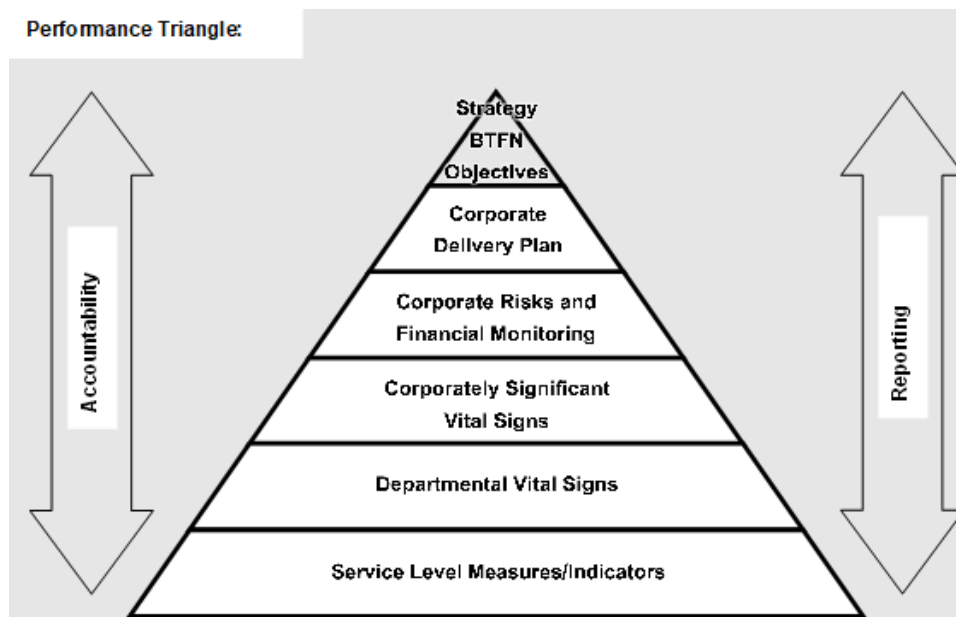 Performance Triangle:
Strategy
BTFN
Objectives
Corporate
Delivery Plan
Corporate Risks and
Financial Monitoring
Corporately Significant
Vital Signs
Departmental Vital Signs
Service Level Measures/Indicators
Accountability
Reporting